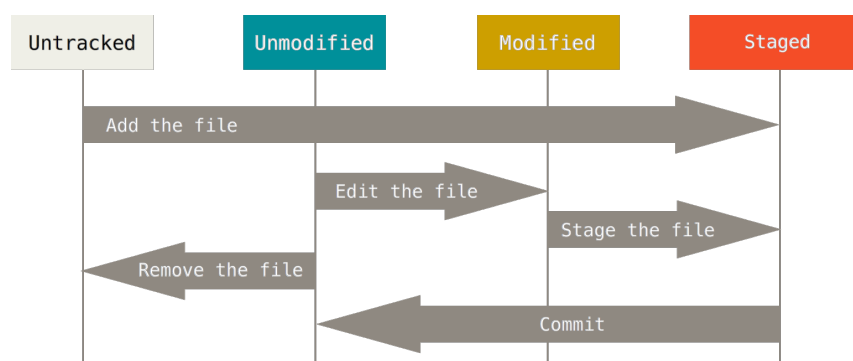 Untracked
Unmodified
Modified
Staged
Add the file
Edit the file
Stage the file
Remove the file
Commit